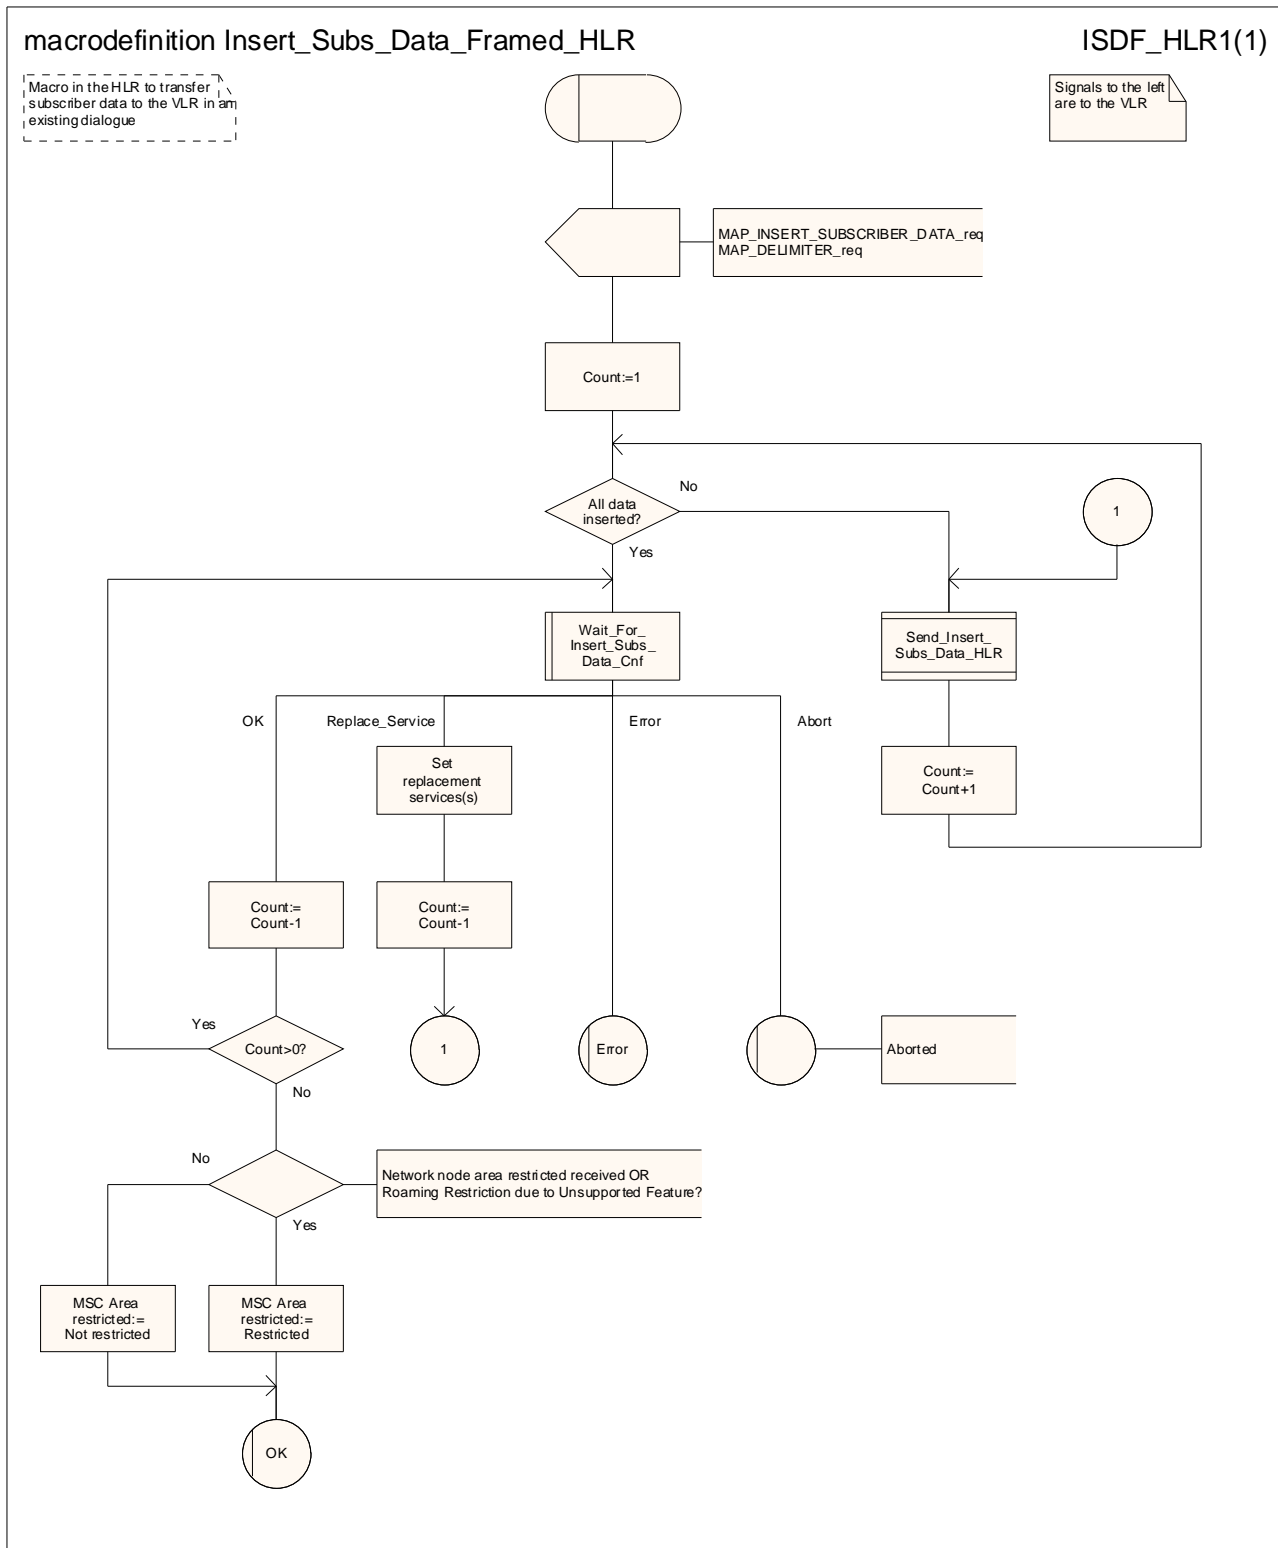 macrodefinition Insert_Subs_Data_Framed_HLR
ISDF_HLR1(1)
Macro in the HLR to transfer
subscriber data to the VLR in an
existing dialogue
Signals to the left
are to the VLR
MAP_INSERT_SUBSCRIBER_DATA_req
MAP_DELIMITER_req
Count:=1
No
All data
inserted?
1
Yes
Wait_For_
Insert_Subs_
Data_Cnf
Send_Insert_
Subs_Data_HLR
OK
Replace_Service
Error
Abort
Set
replacement
services(s)
Count:=
Count+1
Count:=
Count-1
Count:=
Count-1
Yes
Count>0?
1
Error
Aborted
No
No
Network node area restricted received OR
Roaming Restriction due to Unsupported Feature?
Yes
MSC Area
restricted:=
Not restricted
MSC Area
restricted:=
Restricted
OK